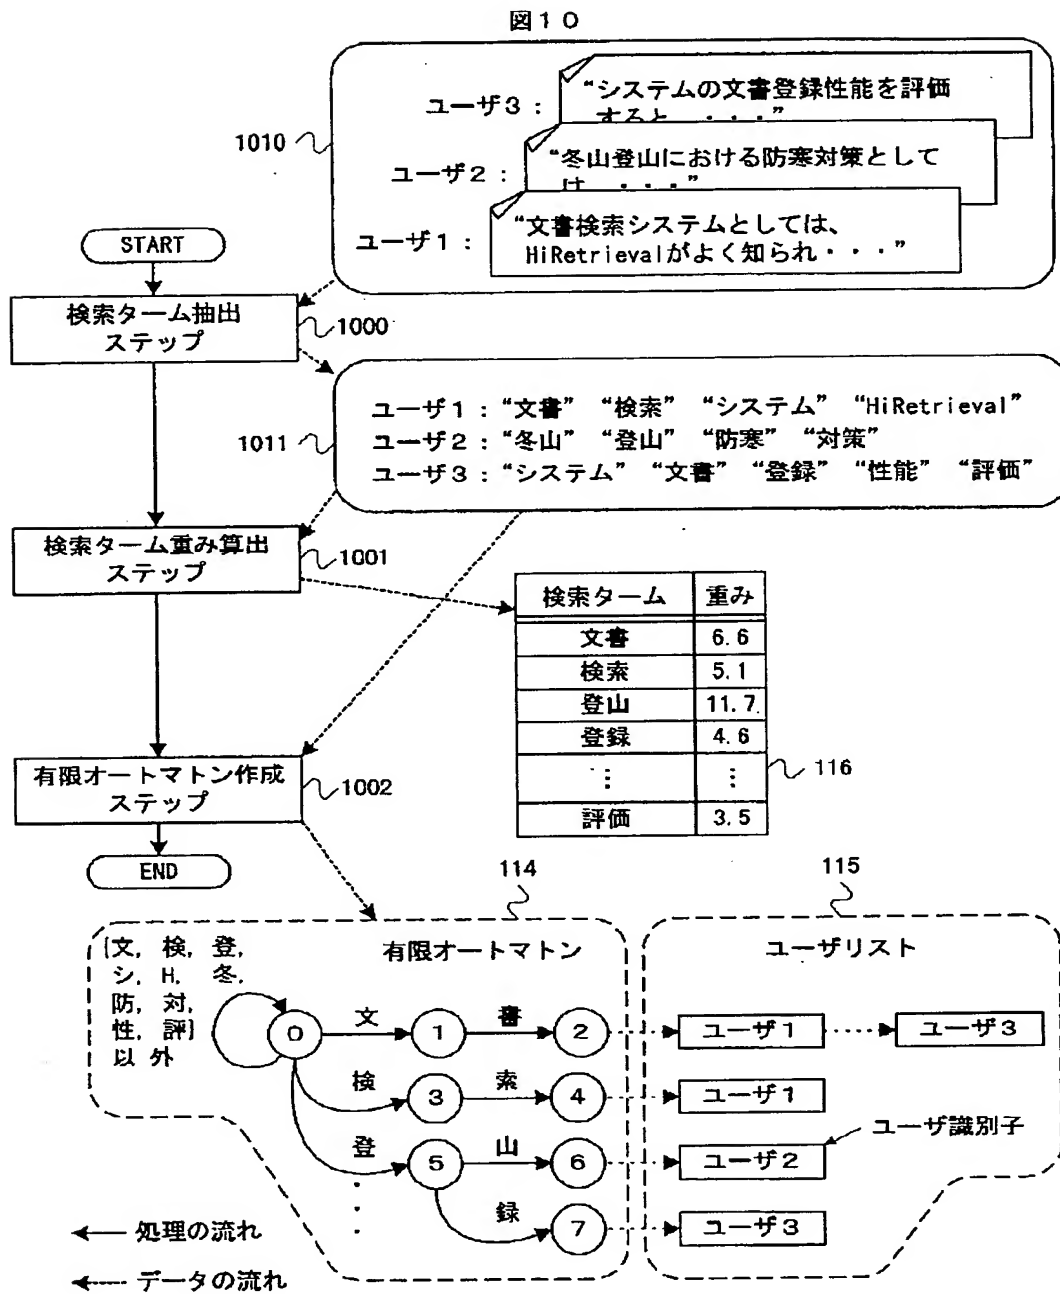 図10
ユーザ3:
“システムの文書登録性能を評価
すると、・・・”
1010
ユーザ2:
“冬山登山における防寒対策として
は、・・・”
ユーザ1:
“文書検索システムとしては、
HiRetrievalがよく知られ・・・”
START
検索ターム抽出
ステップ
1000
1011
ユーザ1:“文書” “検索” “システム” “HiRetrieval”
ユーザ2:“冬山” “登山” “防寒” “対策”
ユーザ3:“システム” “文書” “登録” “性能” “評価”
検索ターム重み算出
ステップ
1001
検索ターム 重み
文書 6.6
検索 5.1
登山 11.7
登録 4.6
⋮ ⋮
評価 3.5
116
有限オートマトン作成
ステップ
1002
END
114
115
{文, 検, 登,
シ, H, 冬,
防, 対,
性, 評}
以外
有限オートマトン
ユーザリスト
0 文 1 書 2 ユーザ1 ユーザ3
検 3 索 4 ユーザ1
ユーザ識別子
登 5 山 6 ユーザ2
録 7 ユーザ3
処理の流れ
データの流れ